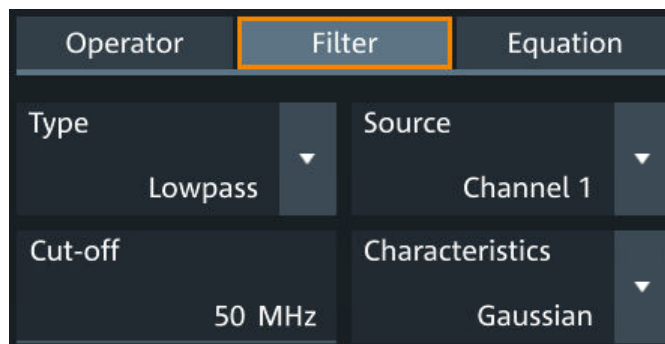 Operator Filter Equation
Type Source
Lowpass Channel 1
Cut-off Characteristics
50 MHz Gaussian